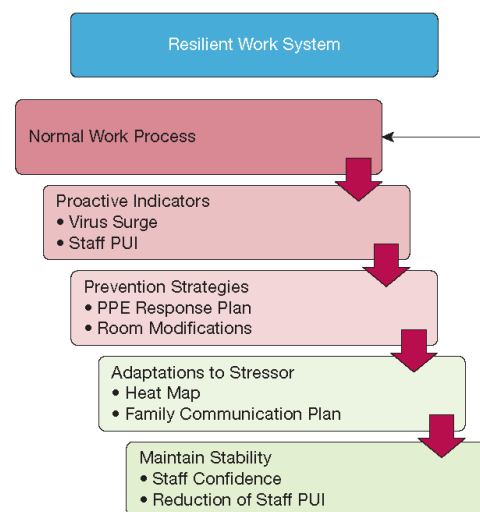 Resilient Work System
Normal Work Process
Proactive Indicators
• Virus Surge
• Staff PUI
Prevention Strategies
• PPE Response Plan
• Room Modifications
Adaptations to Stressor
• Heat Map
• Family Communication Plan
Maintain Stability
• Staff Confidence
• Reduction of Staff PUI